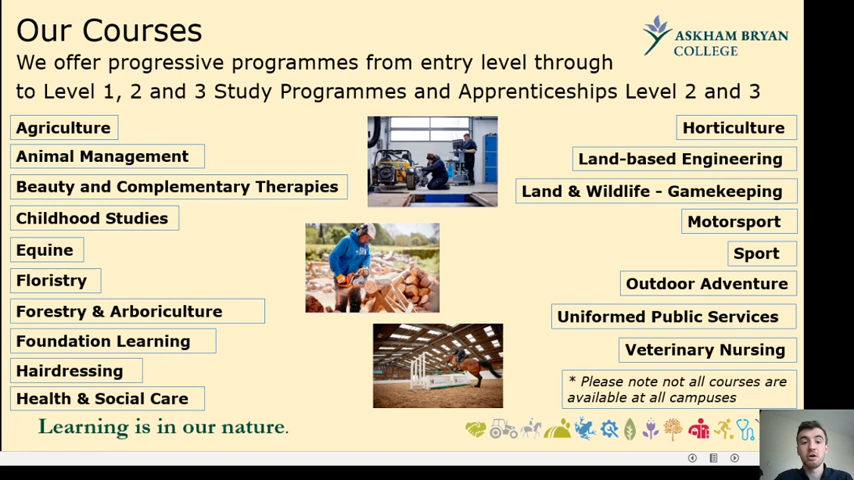 Our Courses
We offer progressive programmes from entry level through
to Level 1, 2 and 3 Study Programmes and Apprenticeships Level 2 and 3
ASKHAM BRYAN
COLLEGE
Agriculture
Animal Management
Beauty and Complementary Therapies
Childhood Studies
Equine
Floristry
Forestry & Arboriculture
Foundation Learning
Hairdressing
Health & Social Care
Horticulture
Land-based Engineering
Land & Wildlife - Gamekeeping
Motorsport
Sport
Outdoor Adventure
Uniformed Public Services
Veterinary Nursing
* Please note not all courses are
available at all campuses
Learning is in our nature.